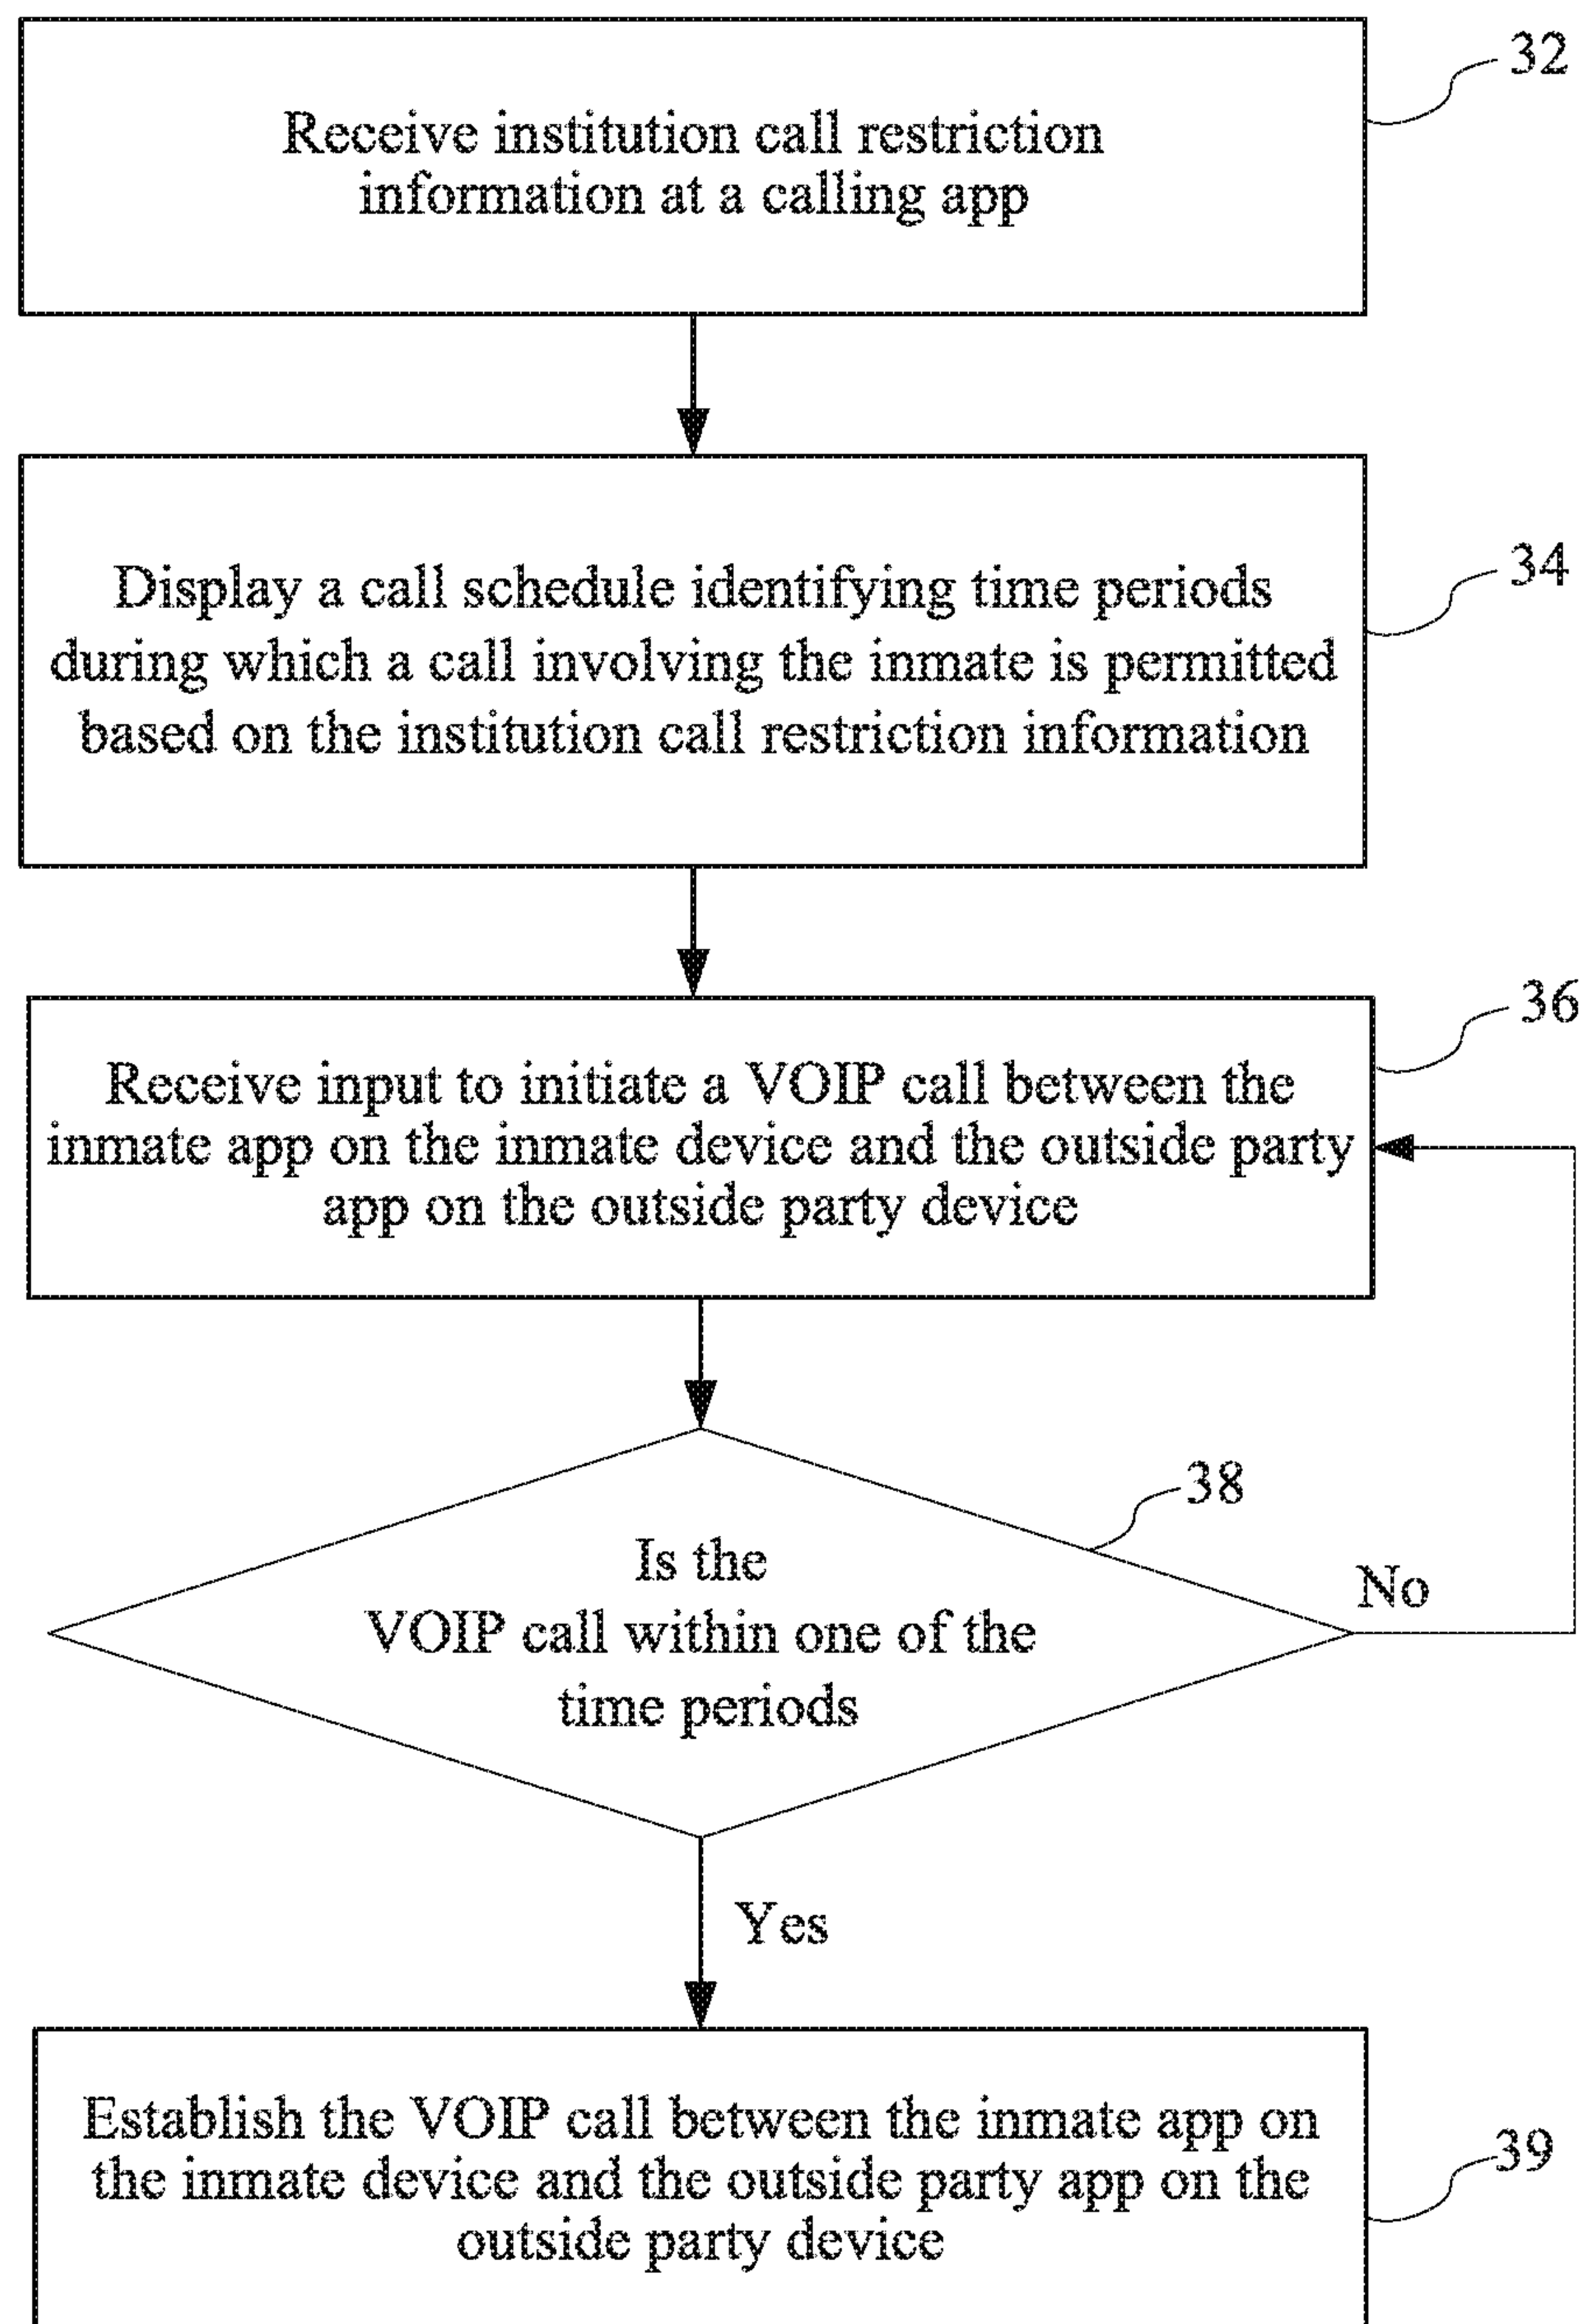 32
Receive institution call restriction
information at a calling app
34
Display a call schedule identifying time periods
during which a call involving the inmate is permitted
based on the institution call restriction information
36
Receive input to initiate a VOIP call between the
inmate app on the inmate device and the outside party
app on the outside party device
38
Is the
VOIP call within one of the
time periods
No
Yes
Establish the VOIP call between the inmate app on
the inmate device and the outside party app on the
outside party device
39